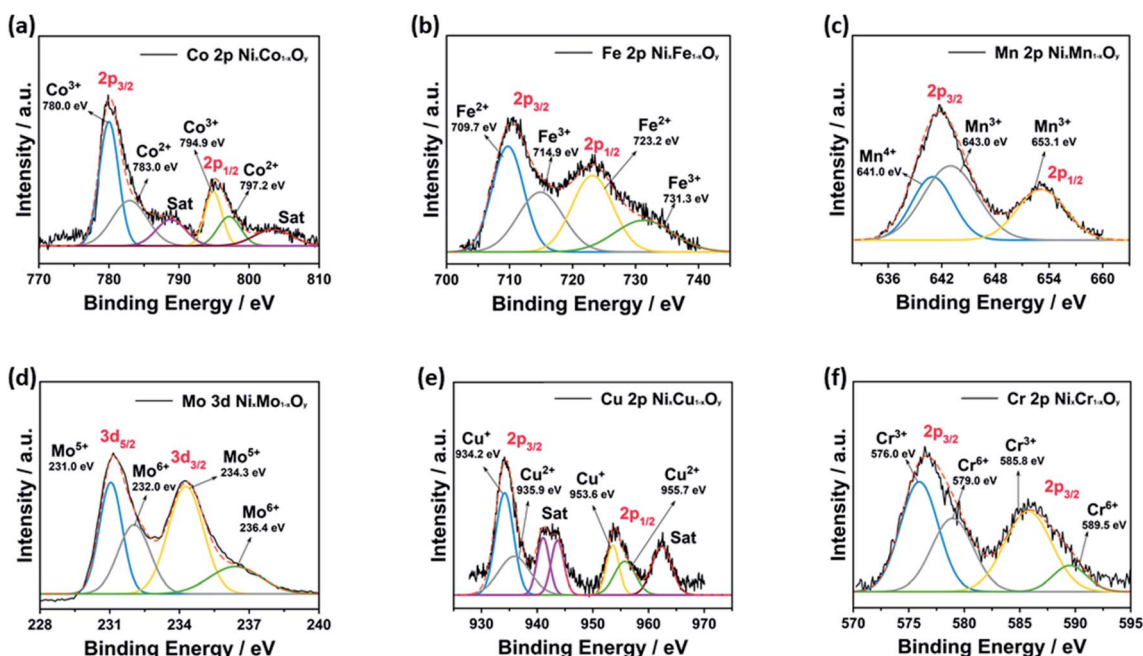 (a)
Co 2p NiₓCo₁₋ₓOᵧ
Intensity / a.u.
Co³⁺
780.0 eV
2p₃/₂
Co²⁺
783.0 eV
Sat
Co³⁺
794.9 eV
2p₁/₂
Co²⁺
797.2 eV
Sat
770 780 790 800 810
Binding Energy / eV
(b)
Fe 2p NiₓFe₁₋ₓOᵧ
Intensity / a.u.
Fe²⁺
709.7 eV
2p₃/₂
Fe³⁺
714.9 eV
2p₁/₂
Fe²⁺
723.2 eV
Fe³⁺
731.3 eV
700 710 720 730 740
Binding Energy / eV
(c)
Mn 2p NiₓMn₁₋ₓOᵧ
Intensity / a.u.
2p₃/₂
Mn⁴⁺
641.0 eV
Mn³⁺
643.0 eV
Mn³⁺
653.1 eV
2p₁/₂
636 642 648 654 660
Binding Energy / eV
(d)
Mo 3d NiₓMo₁₋ₓOᵧ
Intensity / a.u.
Mo⁵⁺
231.0 eV
3d₅/₂
Mo⁶⁺
232.0 eV
3d₃/₂
Mo⁵⁺
234.3 eV
Mo⁶⁺
236.4 eV
228 231 234 237 240
Binding Energy / eV
(e)
Cu 2p NiₓCu₁₋ₓOᵧ
Intensity / a.u.
Cu⁺
934.2 eV
2p₃/₂
Cu²⁺
935.9 eV
Sat
Cu⁺
953.6 eV
2p₁/₂
Cu²⁺
955.7 eV
Sat
930 940 950 960 970
Binding Energy / eV
(f)
Cr 2p NiₓCr₁₋ₓOᵧ
Intensity / a.u.
Cr³⁺
576.0 eV
2p₃/₂
Cr⁶⁺
579.0 eV
Cr³⁺
585.8 eV
2p₃/₂
Cr⁶⁺
589.5 eV
570 575 580 585 590 595
Binding Energy / eV